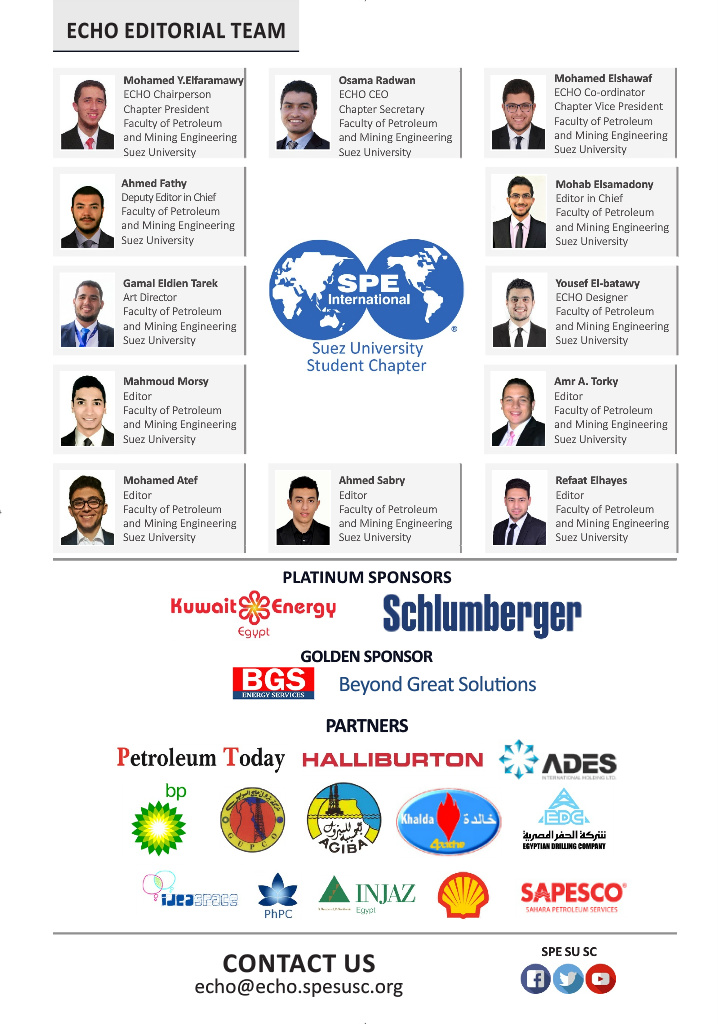 ECHO EDITORIAL TEAM
Mohamed Y.Elfaramawy
ECHO Chairperson
Chapter President
Faculty of Petroleum
and Mining Engineering
Suez University
Osama Radwan
ECHO CEO
Chapter Secretary
Faculty of Petroleum
and Mining Engineering
Suez University
Mohamed Elshawaf
ECHO Co-ordinator
Chapter Vice President
Faculty of Petroleum
and Mining Engineering
Suez University
Ahmed Fathy
Deputy Editor in Chief
Faculty of Petroleum
and Mining Engineering
Suez University
Mohab Elsamadony
Editor in Chief
Faculty of Petroleum
and Mining Engineering
Suez University
Gamal Eldien Tarek
Art Director
Faculty of Petroleum
and Mining Engineering
Suez University
SPE
International
®
Suez University
Student Chapter
Yousef El-batawy
ECHO Designer
Faculty of Petroleum
and Mining Engineering
Suez University
Mahmoud Morsy
Editor
Faculty of Petroleum
and Mining Engineering
Suez University
Amr A. Torky
Editor
Faculty of Petroleum
and Mining Engineering
Suez University
Mohamed Atef
Editor
Faculty of Petroleum
and Mining Engineering
Suez University
Ahmed Sabry
Editor
Faculty of Petroleum
and Mining Engineering
Suez University
Refaat Elhayes
Editor
Faculty of Petroleum
and Mining Engineering
Suez University
PLATINUM SPONSORS
Kuwait Energy
Egypt
Schlumberger
GOLDEN SPONSOR
BGS
ENERGY SERVICES
Beyond Great Solutions
PARTNERS
Petroleum Today
HALLIBURTON
ADES
INTERNATIONAL HOLDING LTD.
bp
GUPCO
AGIBA
Khalda خالدة
EDC
شركة الحفر المصرية
EGYPTIAN DRILLING COMPANY
ideaspace
PhPC
INJAZ
Egypt
SAPESCO®
SAHARA PETROLEUM SERVICES
CONTACT US
echo@echo.spesusc.org
SPE SU SC